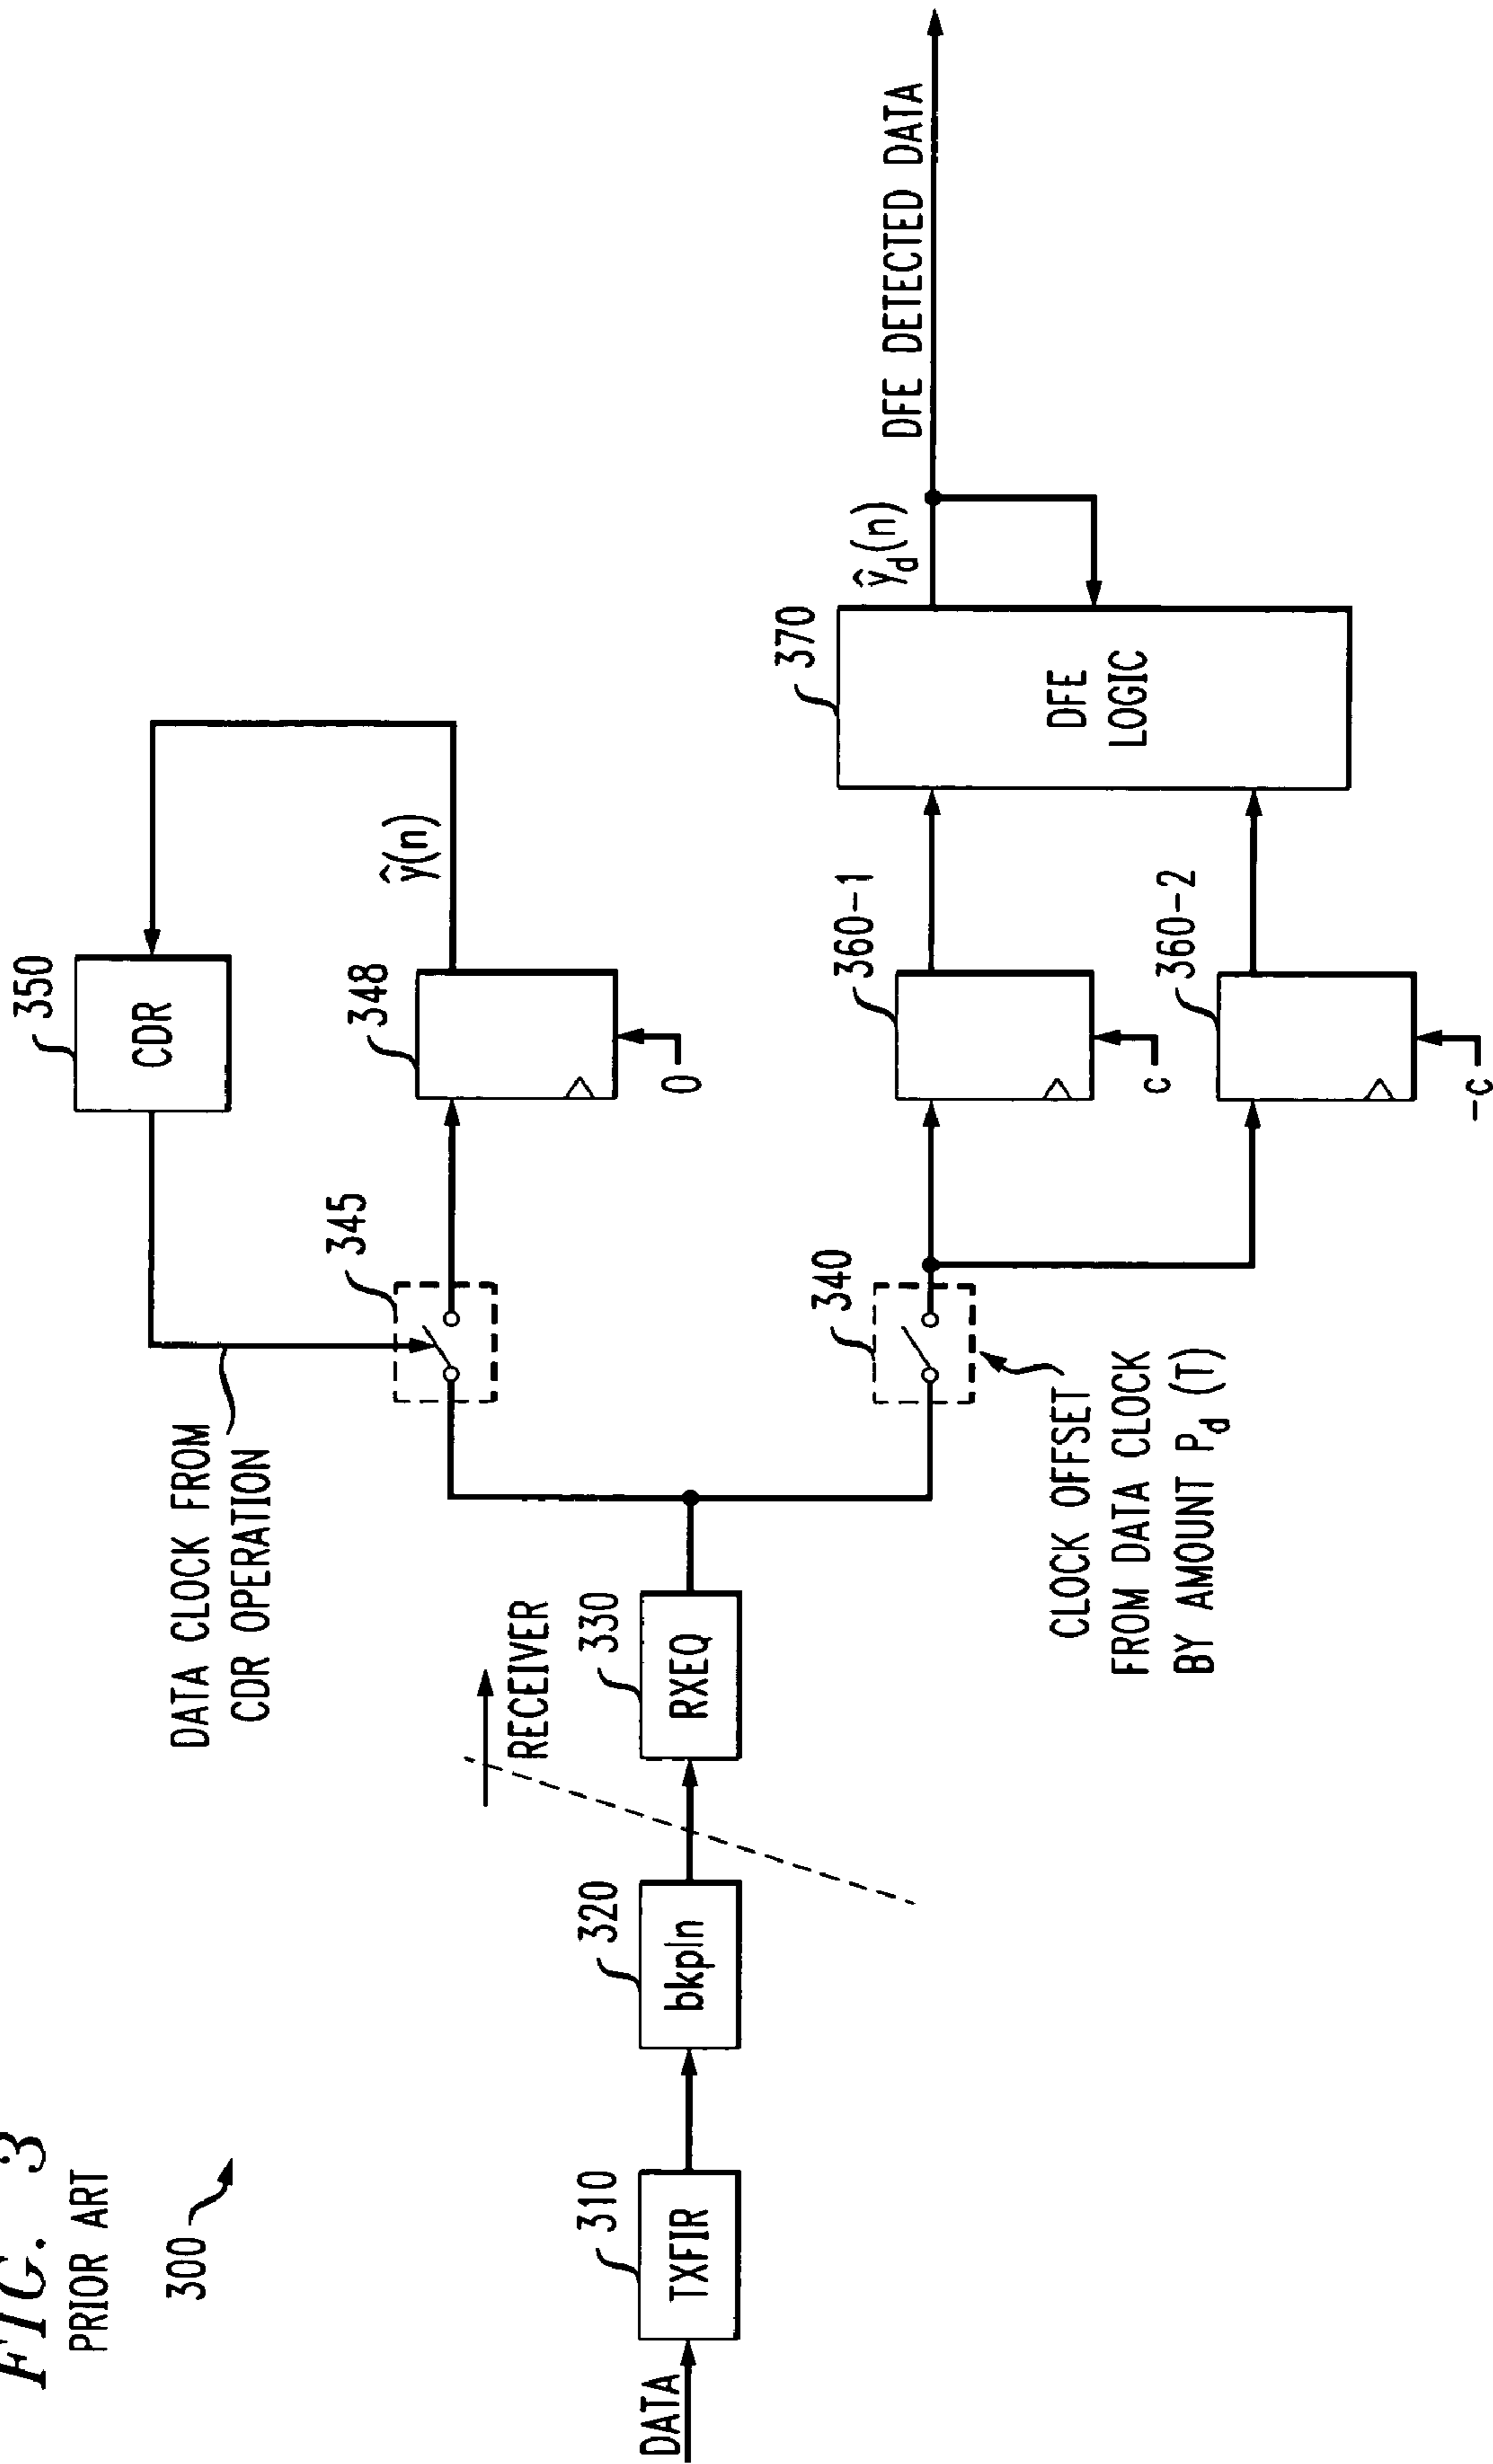 FIG. 3
PRIOR ART
300
DATA
310
TXFIR
320
bkpln
RECEIVER
330
RXEQ
DATA CLOCK FROM
CDR OPERATION
345
348
0
350
CDR
ŷ(n)
340
CLOCK OFFSET
FROM DATA CLOCK
BY AMOUNT P_d (T)
360-1
c
360-2
-c
370
DFE
LOGIC
ŷ_d(n)
DFE DETECTED DATA